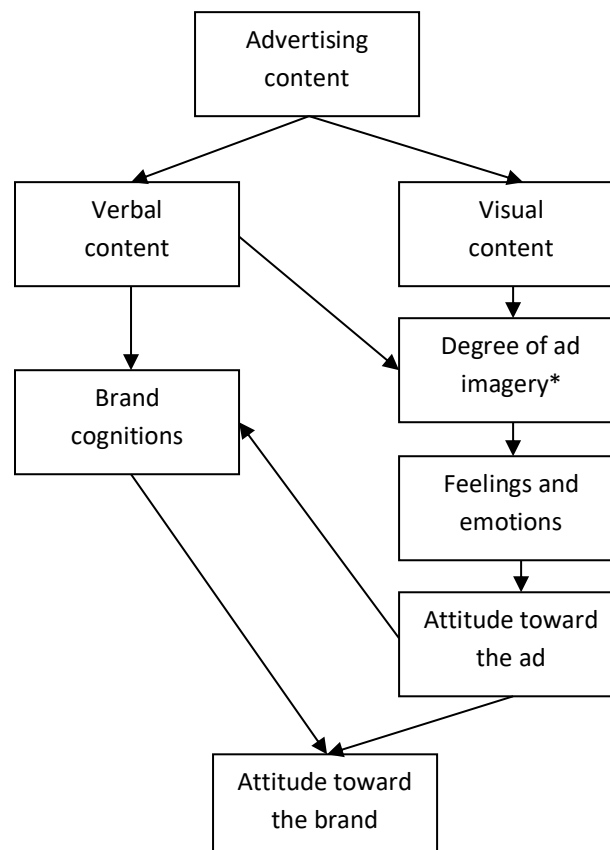 Advertising
content
Verbal
content
Visual
content
Degree of ad
imagery*
Brand
cognitions
Feelings and
emotions
Attitude toward
the ad
Attitude toward
the brand